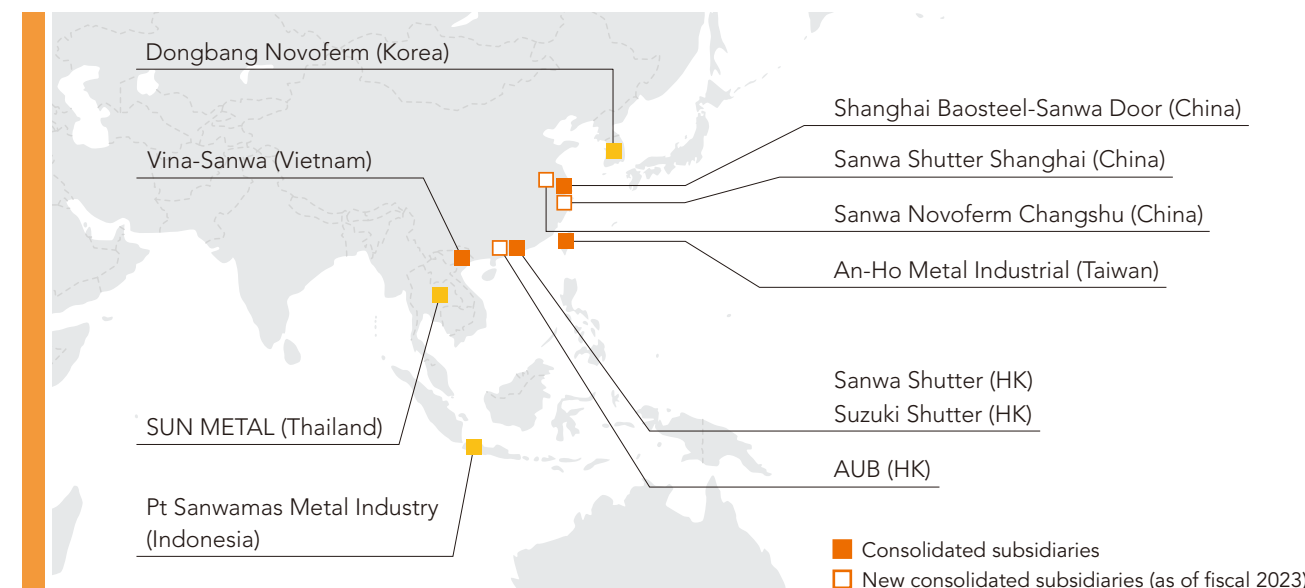 Dongbang Novoferm (Korea)
Vina-Sanwa (Vietnam)
SUN METAL (Thailand)
Pt Sanwamas Metal Industry
(Indonesia)
Shanghai Baosteel-Sanwa Door (China)
Sanwa Shutter Shanghai (China)
Sanwa Novoferm Changshu (China)
An-Ho Metal Industrial (Taiwan)
Sanwa Shutter (HK)
Suzuki Shutter (HK)
AUB (HK)
Consolidated subsidiaries
New consolidated subsidiaries (as of fiscal 2023)